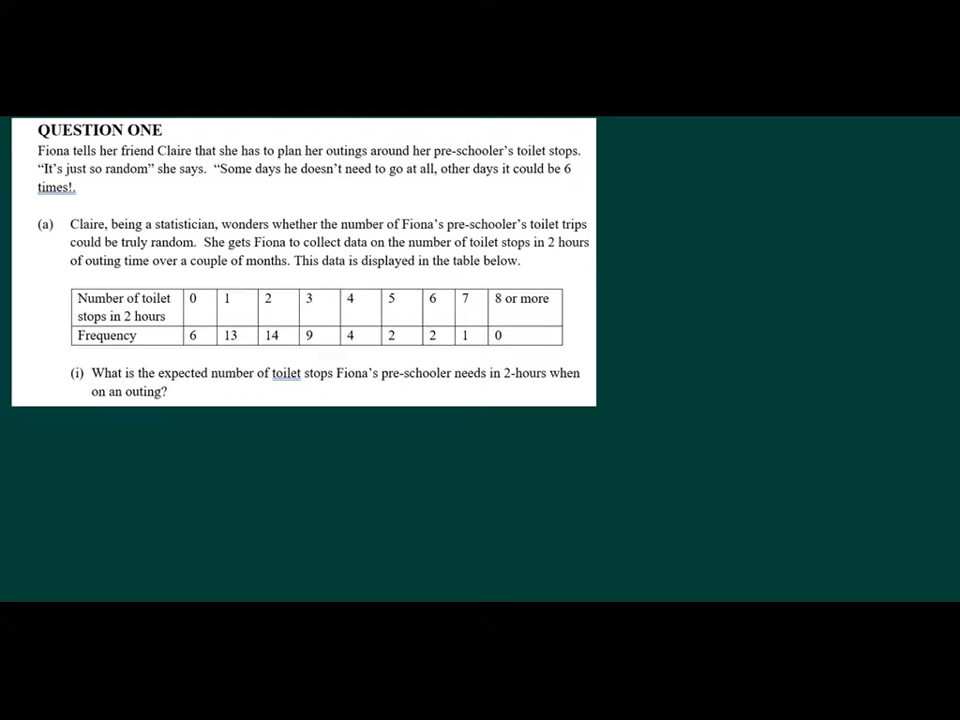 QUESTION ONE
Fiona tells her friend Claire that she has to plan her outings around her pre-schooler's toilet stops.
“It's just so random” she says.  “Some days he doesn't need to go at all, other days it could be 6
times!.
(a) Claire, being a statistician, wonders whether the number of Fiona's pre-schooler's toilet trips
could be truly random.  She gets Fiona to collect data on the number of toilet stops in 2 hours
of outing time over a couple of months. This data is displayed in the table below.
Number of toilet stops in 2 hours 0 1 2 3 4 5 6 7 8 or more
Frequency 6 13 14 9 4 2 2 1 0
(i) What is the expected number of toilet stops Fiona's pre-schooler needs in 2-hours when
on an outing?